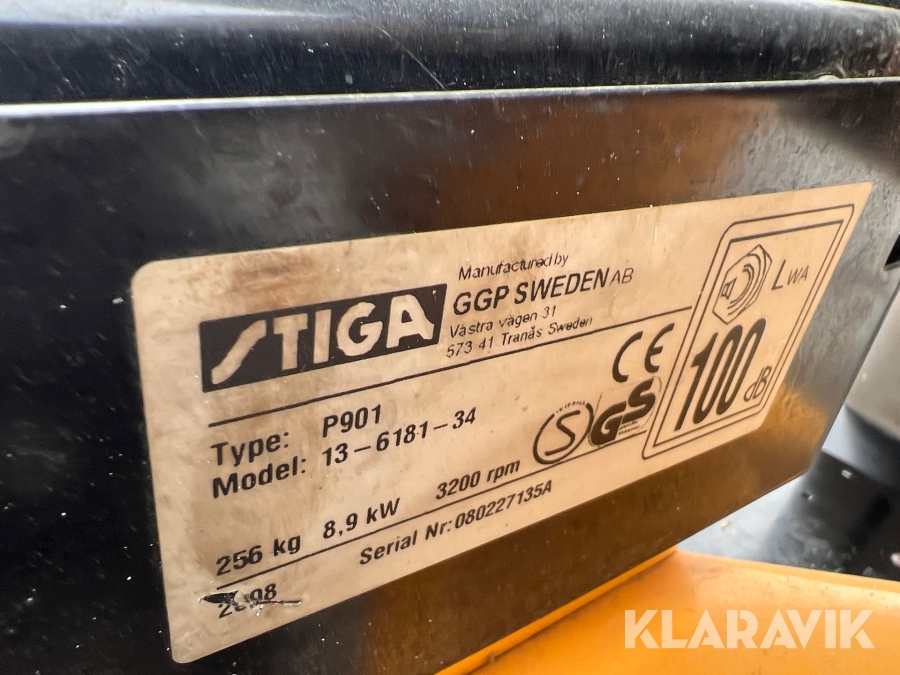 STIGA
Manufactured by
GGP SWEDEN AB
Västra vägen 31
573 41 Tranås Sweden
Type: P901
Model: 13-6181-34
256 kg 8,9 kW 3200 rpm
Serial Nr: 080227135A
CE
S
GS
LWA
100 dB
KLARAVIK